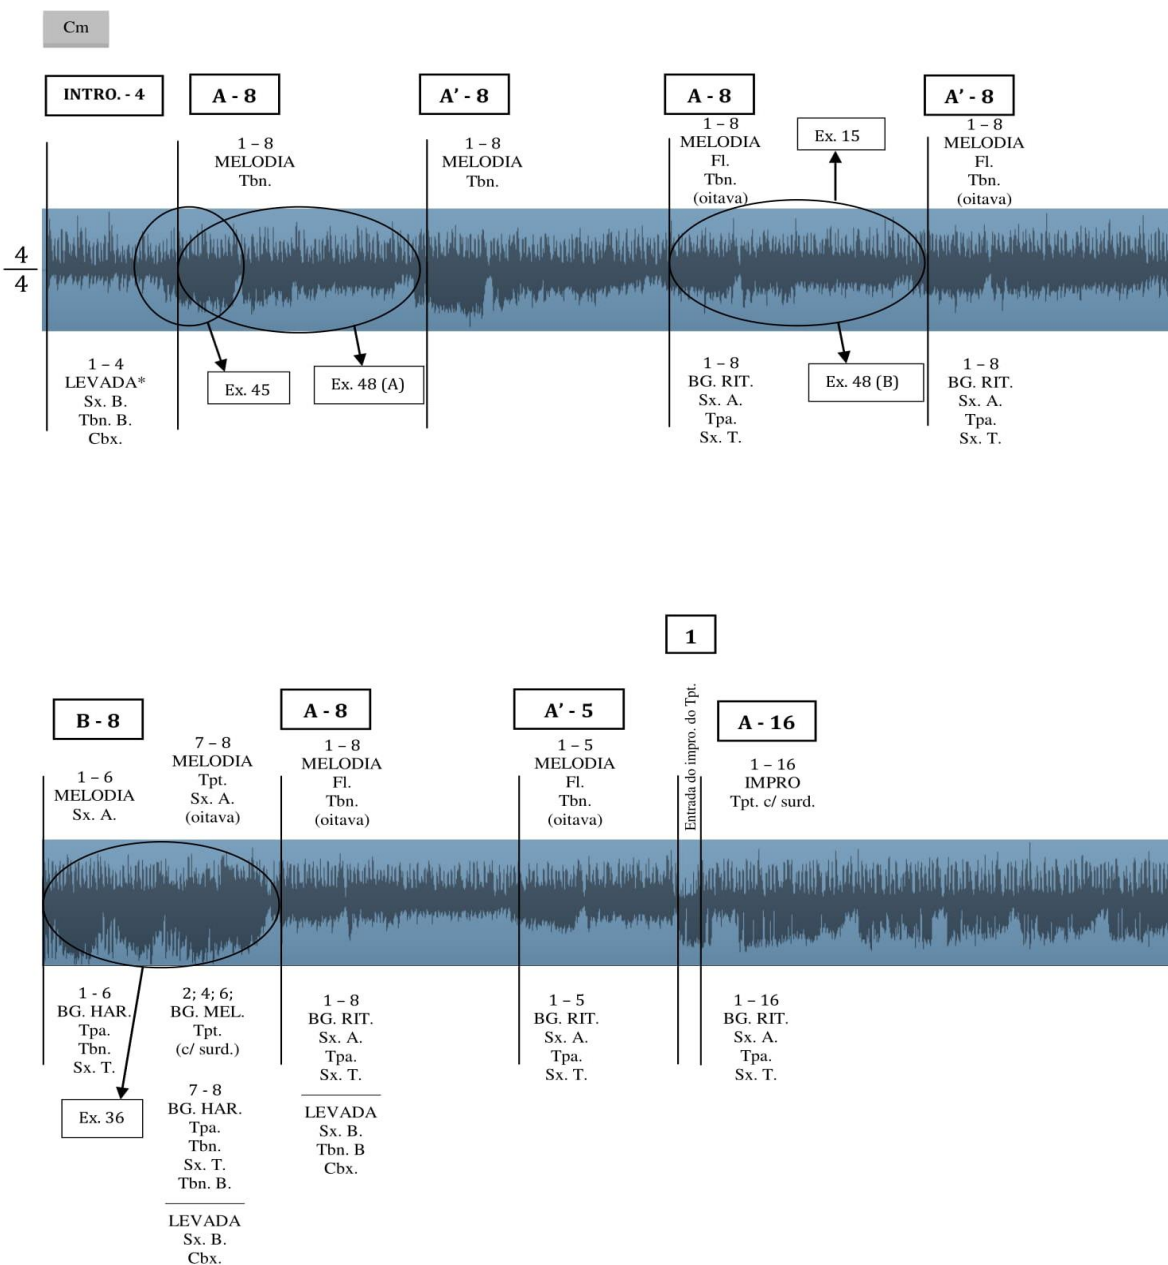 Cm
INTRO. - 4
A - 8
A’ - 8
A - 8
A’ - 8
1 – 8
MELODIA
Tbn.
1 – 8
MELODIA
Tbn.
1 – 8
MELODIA
Fl.
Tbn.
(oitava)
Ex. 15
1 – 8
MELODIA
Fl.
Tbn.
(oitava)
4
4
1 – 4
LEVADA*
Sx. B.
Tbn. B.
Cbx.
Ex. 45
Ex. 48 (A)
1 – 8
BG. RIT.
Sx. A.
Tpa.
Sx. T.
Ex. 48 (B)
1 – 8
BG. RIT.
Sx. A.
Tpa.
Sx. T.
1
B - 8
A - 8
A’ - 5
Entrada do impro. do Tpt.
A - 16
1 – 6
MELODIA
Sx. A.
7 – 8
MELODIA
Tpt.
Sx. A.
(oitava)
1 – 8
MELODIA
Fl.
Tbn.
(oitava)
1 – 5
MELODIA
Fl.
Tbn.
(oitava)
1 – 16
IMPRO
Tpt. c/ surd.
1 - 6
BG. HAR.
Tpa.
Tbn.
Sx. T.
Ex. 36
2; 4; 6;
BG. MEL.
Tpt.
(c/ surd.)
7 - 8
BG. HAR.
Tpa.
Tbn.
Sx. T.
Tbn. B.
LEVADA
Sx. B.
Cbx.
1 – 8
BG. RIT.
Sx. A.
Tpa.
Sx. T.
LEVADA
Sx. B.
Tbn. B
Cbx.
1 – 5
BG. RIT.
Sx. A.
Tpa.
Sx. T.
1 – 16
BG. RIT.
Sx. A.
Tpa.
Sx. T.